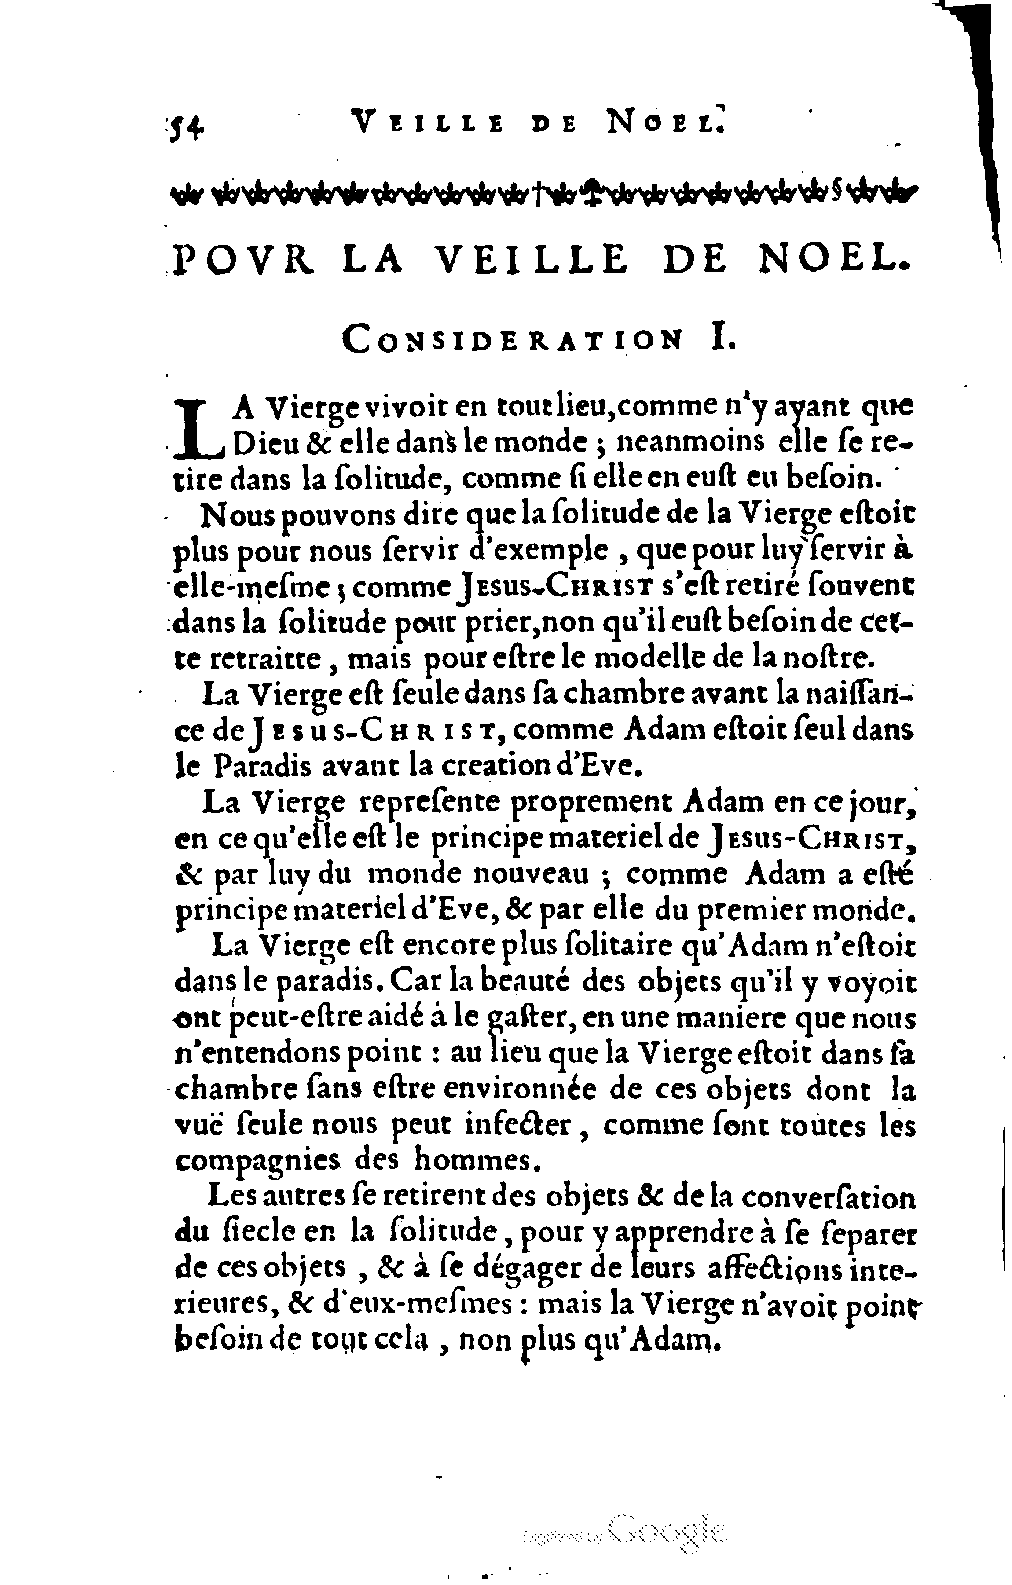 54 VEILLE DE NOEL.
POVR LA VEILLE DE NOEL.
CONSIDERATION I.
LA Vierge vivoit en tout lieu, comme n'y ayant que
Dieu & elle dans le monde ; neanmoins elle ſe re-
tire dans la ſolitude, comme ſi elle en euſt eu beſoin.
Nous pouvons dire que la ſolitude de la Vierge eſtoit
plus pour nous ſervir d'exemple , que pour luy ſervir à
elle-meſme ; comme JESUS-CHRIST s'eſt retiré ſouvent
dans la ſolitude pour prier, non qu'il euſt beſoin de cet-
te retraitte , mais pour eſtre le modelle de la noſtre.
La Vierge eſt ſeule dans ſa chambre avant la naiſſan-
ce de JESUS-CHRIST, comme Adam eſtoit ſeul dans
le Paradis avant la creation d'Eve.
La Vierge repreſente proprement Adam en ce jour,
en ce qu'elle eſt le principe materiel de JESUS-CHRIST,
& par luy du monde nouveau ; comme Adam a eſté
principe materiel d'Eve, & par elle du premier monde.
La Vierge eſt encore plus ſolitaire qu'Adam n'eſtoit
dans le paradis. Car la beauté des objets qu'il y voyoit
ont peut-eſtre aidé à le gaſter, en une maniere que nous
n'entendons point : au lieu que la Vierge eſtoit dans ſa
chambre ſans eſtre environnée de ces objets dont la
vuë ſeule nous peut infecter , comme ſont toutes les
compagnies des hommes.
Les autres ſe retirent des objets & de la converſation
du ſiecle en la ſolitude , pour y apprendre à ſe ſeparer
de ces objets , & à ſe dégager de leurs affections inte-
rieures, & d'eux-meſmes : mais la Vierge n'avoit point
beſoin de tout cela , non plus qu'Adam.
Digitized by Google